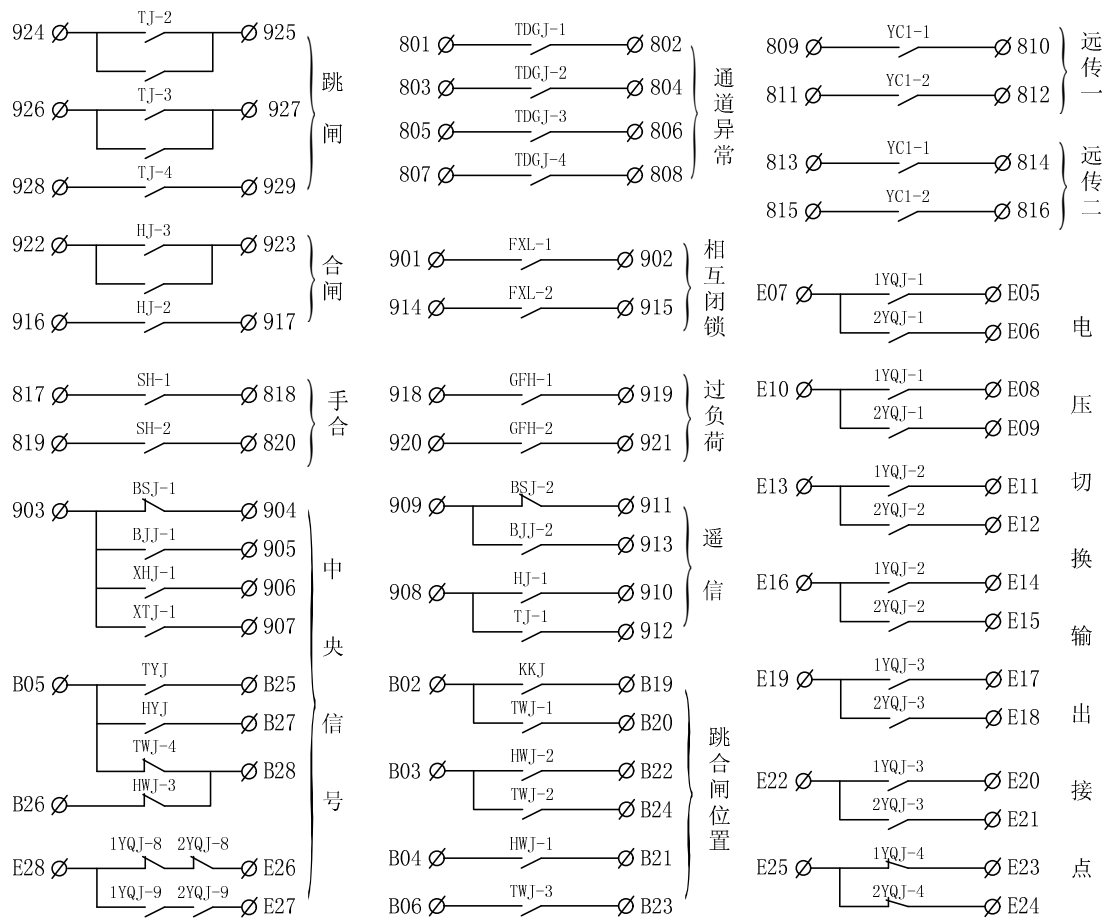 924 TJ-2 925
926 TJ-3 927
928 TJ-4 929
跳闸
922 HJ-3 923
916 HJ-2 917
合闸
817 SH-1 818
819 SH-2 820
手合
903 BSJ-1 904
BJJ-1 905
XHJ-1 906
XTJ-1 907
B05 TYJ B25
HYJ B27
TWJ-4 B28
B26 HWJ-3
1YQJ-8 2YQJ-8
E28 E26
1YQJ-9 2YQJ-9 E27
中央信号
801 TDGJ-1 802
803 TDGJ-2 804
805 TDGJ-3 806
807 TDGJ-4 808
通道异常
901 FXL-1 902
914 FXL-2 915
相互闭锁
918 GFH-1 919
920 GFH-2 921
过负荷
909 BSJ-2 911
BJJ-2 913
908 HJ-1 910
TJ-1 912
遥信
B02 KKJ B19
TWJ-1 B20
B03 HWJ-2 B22
TWJ-2 B24
B04 HWJ-1 B21
B06 TWJ-3 B23
跳合闸位置
809 YC1-1 810
811 YC1-2 812
远传一
813 YC1-1 814
815 YC1-2 816
远传二
E07 1YQJ-1 E05
2YQJ-1 E06
E10 1YQJ-1 E08
2YQJ-1 E09
E13 1YQJ-2 E11
2YQJ-2 E12
E16 1YQJ-2 E14
2YQJ-2 E15
E19 1YQJ-3 E17
2YQJ-3 E18
E22 1YQJ-3 E20
2YQJ-3 E21
E25 1YQJ-4 E23
2YQJ-4 E24
电压切换输出接点